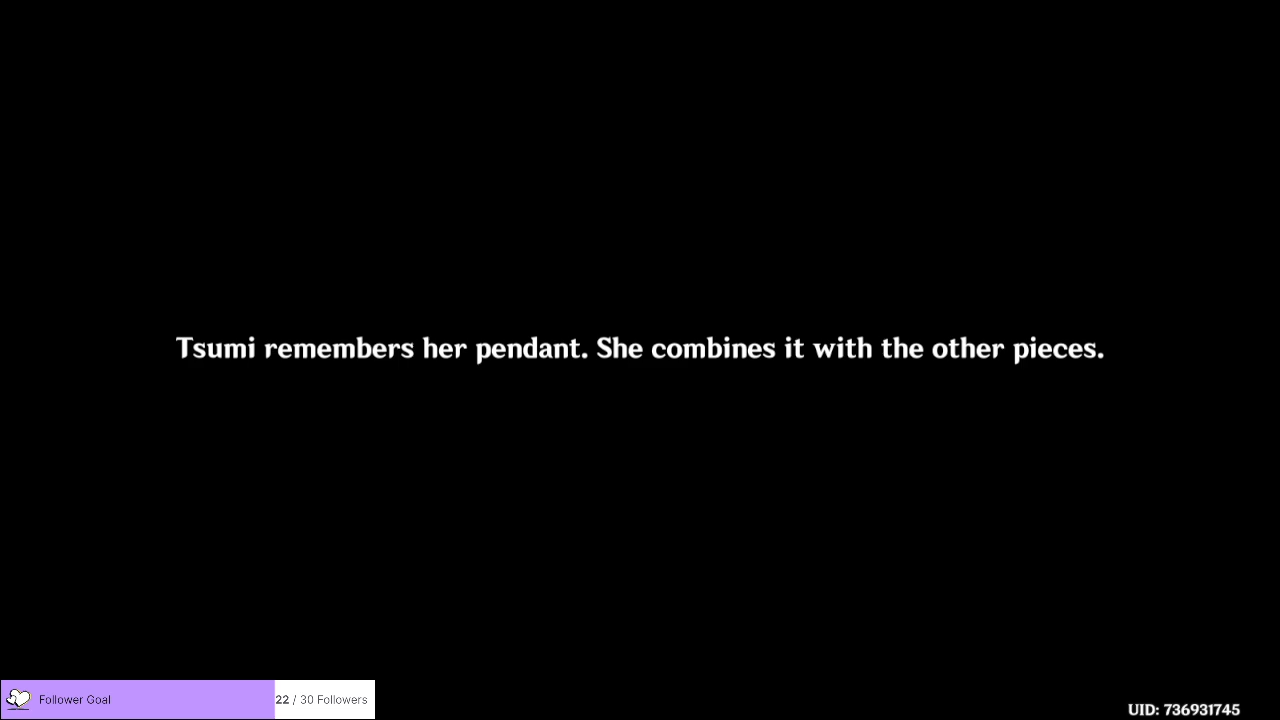 Tsumi remembers her pendant. She combines it with the other pieces.
Follower Goal 22 / 30 Followers
UID: 736931745